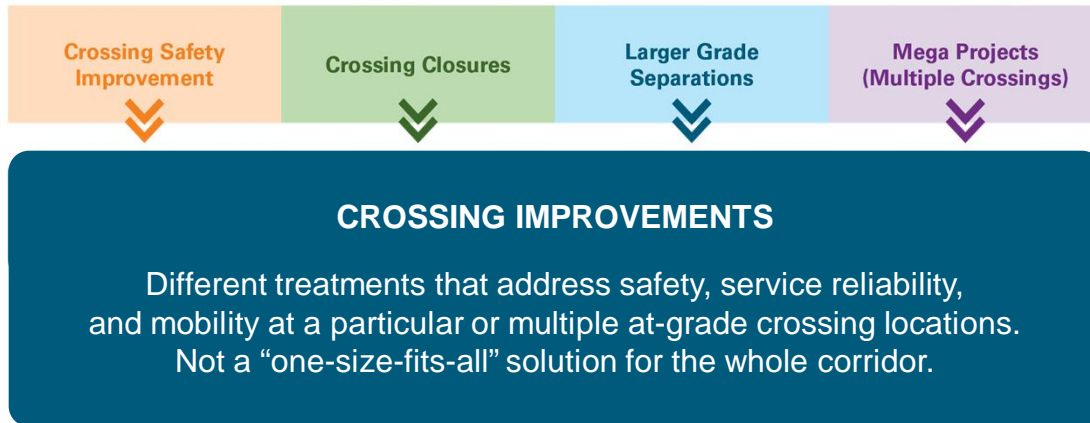 Crossing Safety
Improvement
Crossing Closures
Larger Grade
Separations
Mega Projects
(Multiple Crossings)
CROSSING IMPROVEMENTS
Different treatments that address safety, service reliability,
and mobility at a particular or multiple at-grade crossing locations.
Not a “one-size-fits-all” solution for the whole corridor.